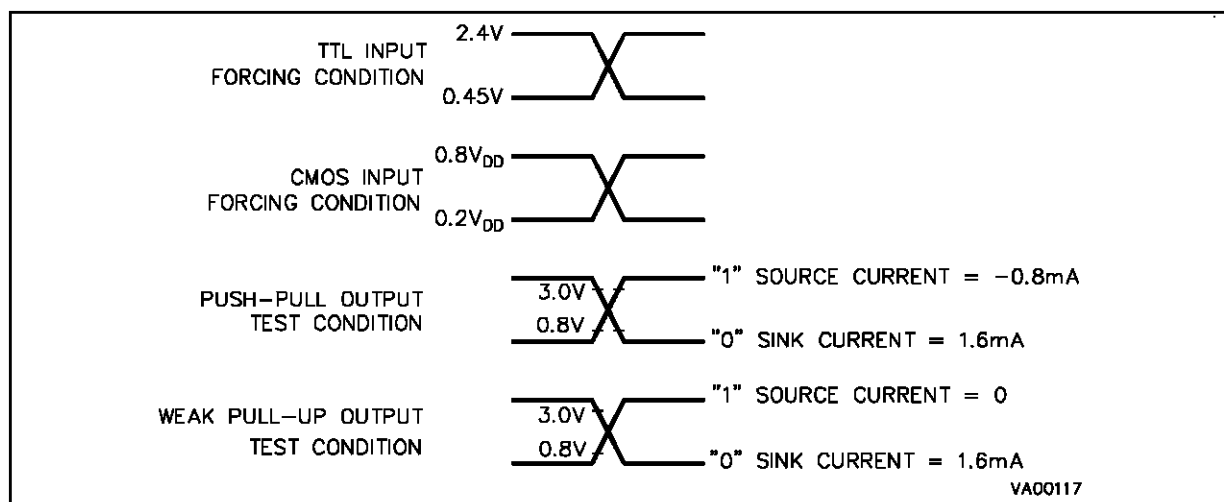 TTL INPUT
FORCING CONDITION
2.4V
0.45V
CMOS INPUT
FORCING CONDITION
0.8VDD
0.2VDD
PUSH-PULL OUTPUT
TEST CONDITION
3.0V
0.8V
"1" SOURCE CURRENT = -0.8mA
"0" SINK CURRENT = 1.6mA
WEAK PULL-UP OUTPUT
TEST CONDITION
3.0V
0.8V
"1" SOURCE CURRENT = 0
"0" SINK CURRENT = 1.6mA
VA00117